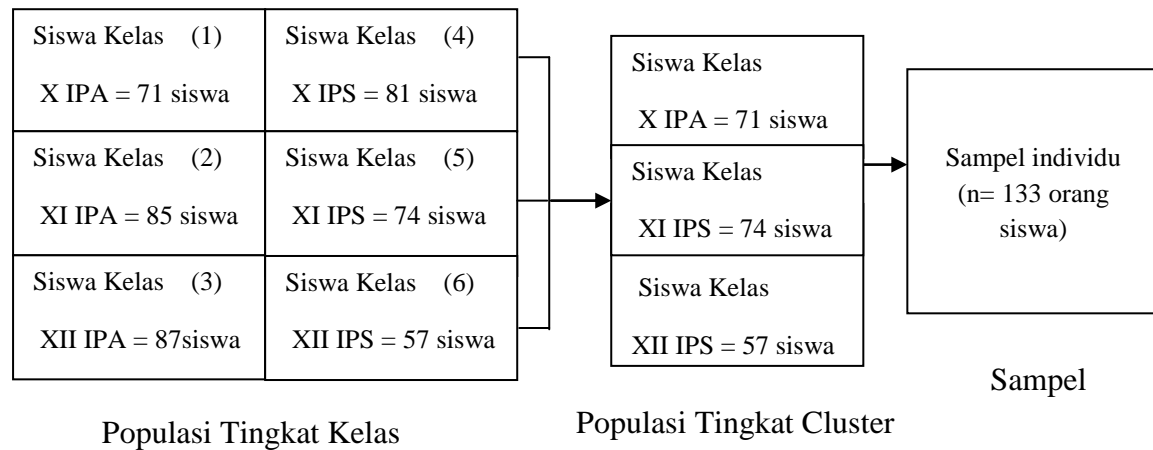 Siswa Kelas (1)
X IPA = 71 siswa
Siswa Kelas (4)
X IPS = 81 siswa
Siswa Kelas (2)
XI IPA = 85 siswa
Siswa Kelas (5)
XI IPS = 74 siswa
Siswa Kelas (3)
XII IPA = 87siswa
Siswa Kelas (6)
XII IPS = 57 siswa
Populasi Tingkat Kelas
Siswa Kelas
X IPA = 71 siswa
Siswa Kelas
XI IPS = 74 siswa
Siswa Kelas
XII IPS = 57 siswa
Populasi Tingkat Cluster
Sampel individu
(n= 133 orang
siswa)
Sampel